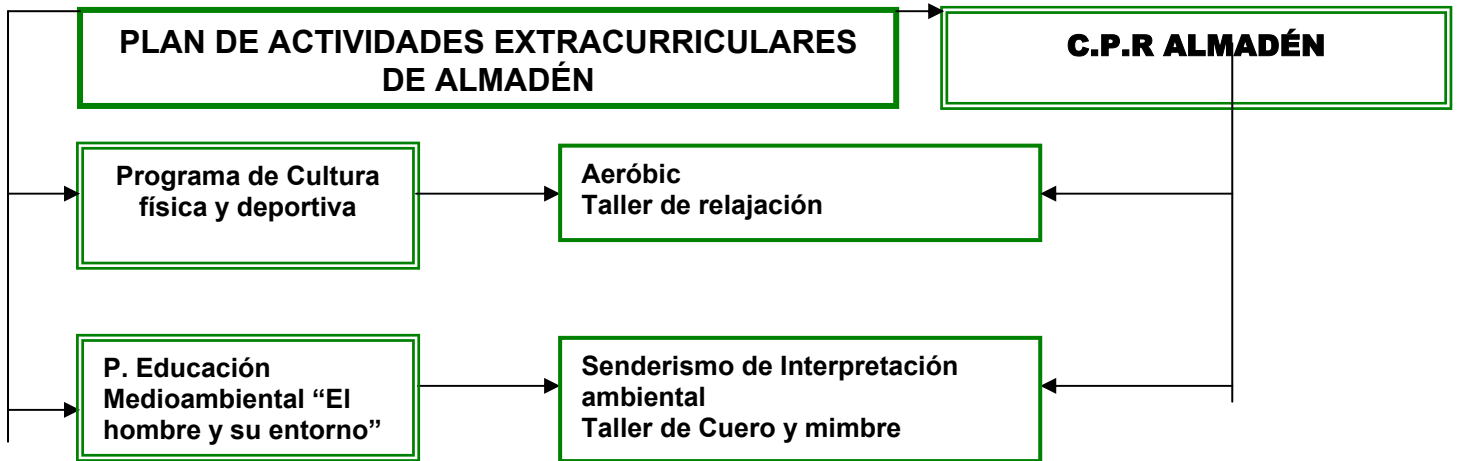 PLAN DE ACTIVIDADES EXTRACURRICULARES
DE ALMADÉN
C.P.R ALMADÉN
Programa de Cultura
física y deportiva
Aeróbic
Taller de relajación
P. Educación
Medioambiental “El
hombre y su entorno”
Senderismo de Interpretación
ambiental
Taller de Cuero y mimbre